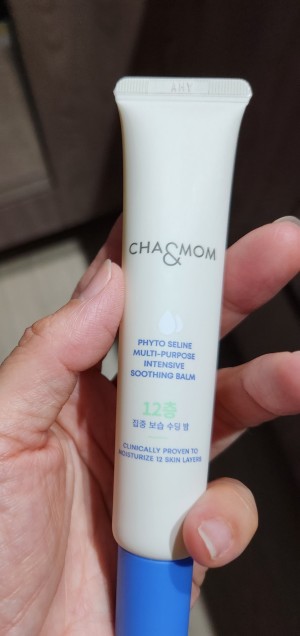 CHA&MOM
PHYTO SELINE
MULTI-PURPOSE
INTENSIVE
SOOTHING BALM
12층
집중 보습 수딩 밤
CLINICALLY PROVEN TO
MOISTURIZE 12 SKIN LAYERS